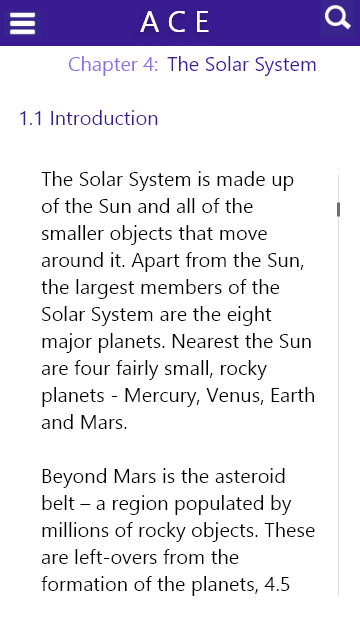 A C E
Chapter 4: The Solar System
1.1 Introduction
The Solar System is made up
of the Sun and all of the
smaller objects that move
around it. Apart from the Sun,
the largest members of the
Solar System are the eight
major planets. Nearest the Sun
are four fairly small, rocky
planets - Mercury, Venus, Earth
and Mars.
Beyond Mars is the asteroid
belt – a region populated by
millions of rocky objects. These
are left-overs from the
formation of the planets, 4.5